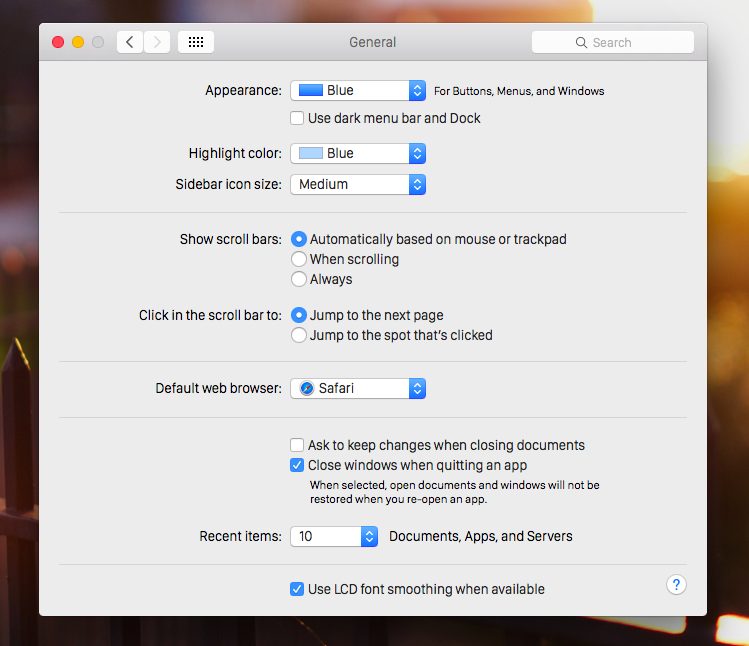 General
Search
Appearance: Blue For Buttons, Menus, and Windows
Use dark menu bar and Dock
Highlight color: Blue
Sidebar icon size: Medium
Show scroll bars: Automatically based on mouse or trackpad
When scrolling
Always
Click in the scroll bar to: Jump to the next page
Jump to the spot that's clicked
Default web browser: Safari
Ask to keep changes when closing documents
Close windows when quitting an app
When selected, open documents and windows will not be
restored when you re-open an app.
Recent items: 10 Documents, Apps, and Servers
Use LCD font smoothing when available
?